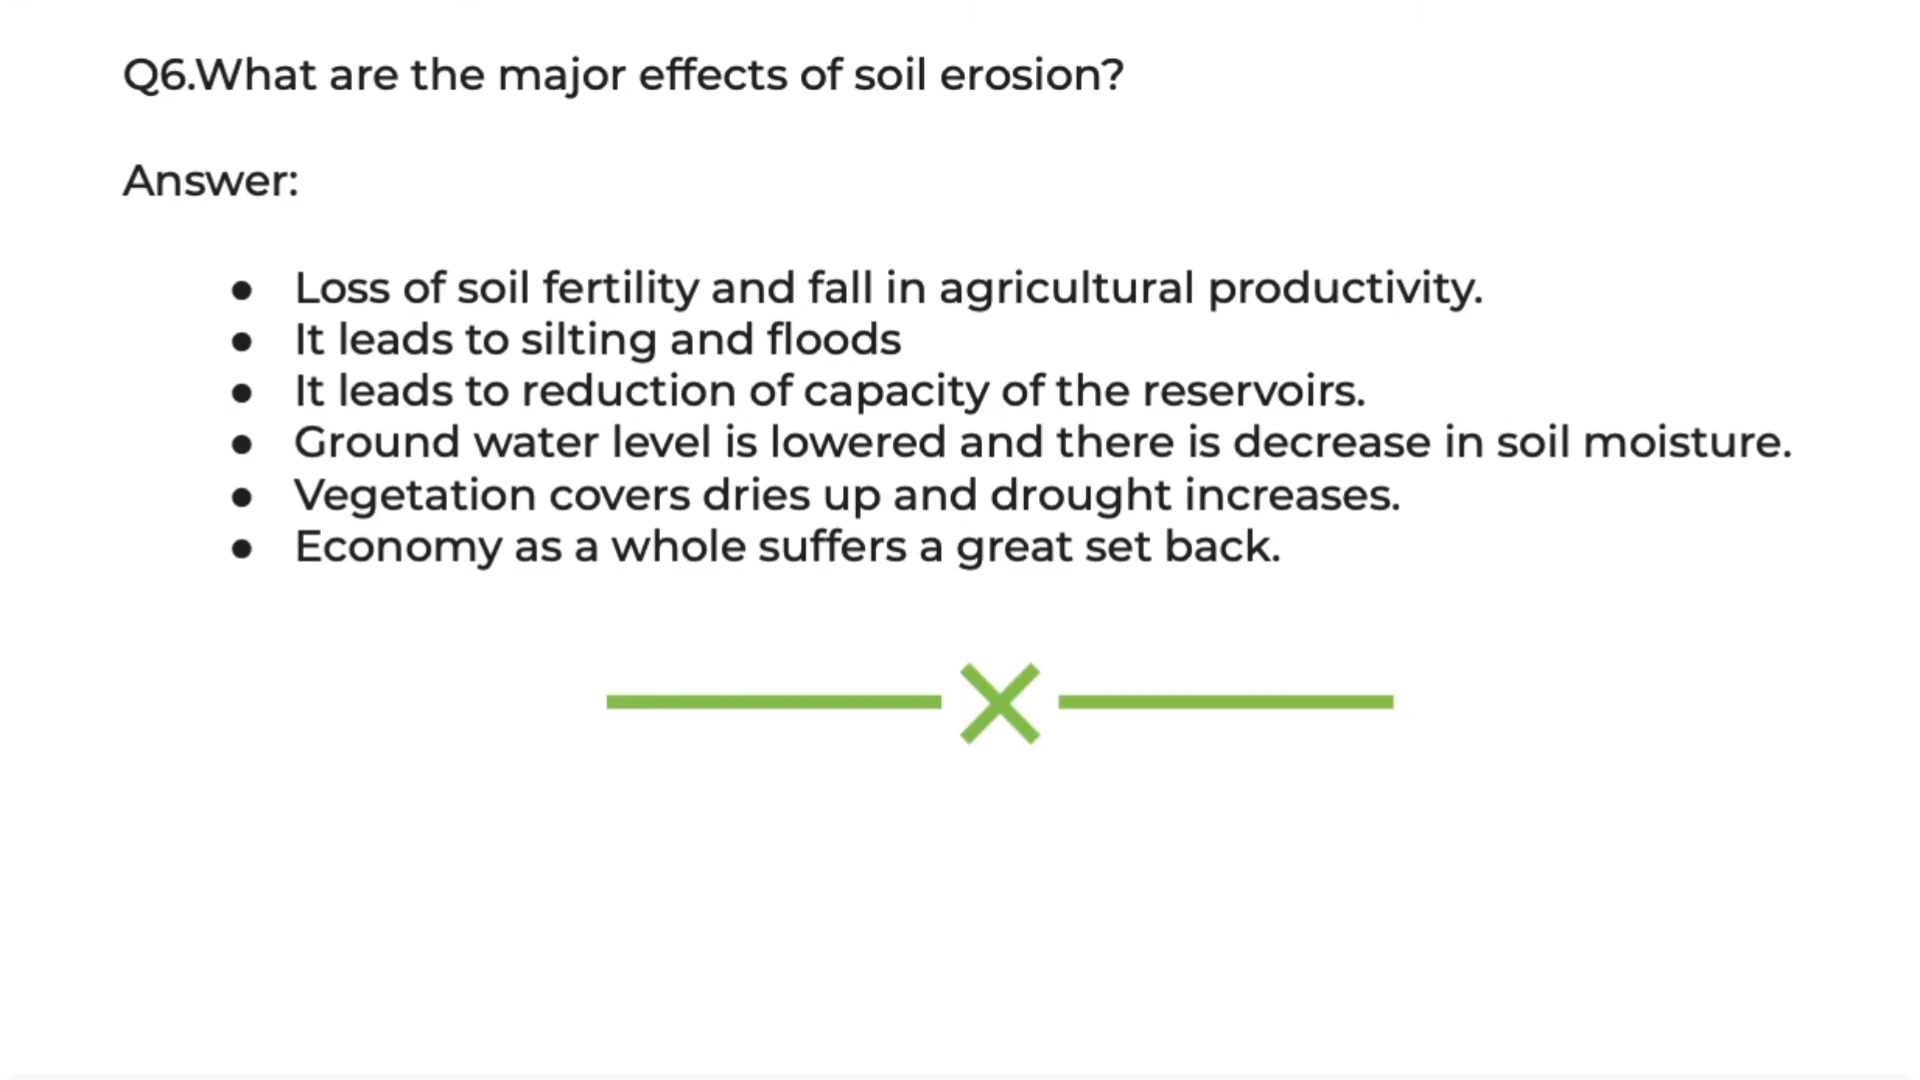 Q6.What are the major effects of soil erosion?
Answer:
● Loss of soil fertility and fall in agricultural productivity.
● It leads to silting and floods
● It leads to reduction of capacity of the reservoirs.
● Ground water level is lowered and there is decrease in soil moisture.
● Vegetation covers dries up and drought increases.
● Economy as a whole suffers a great set back.